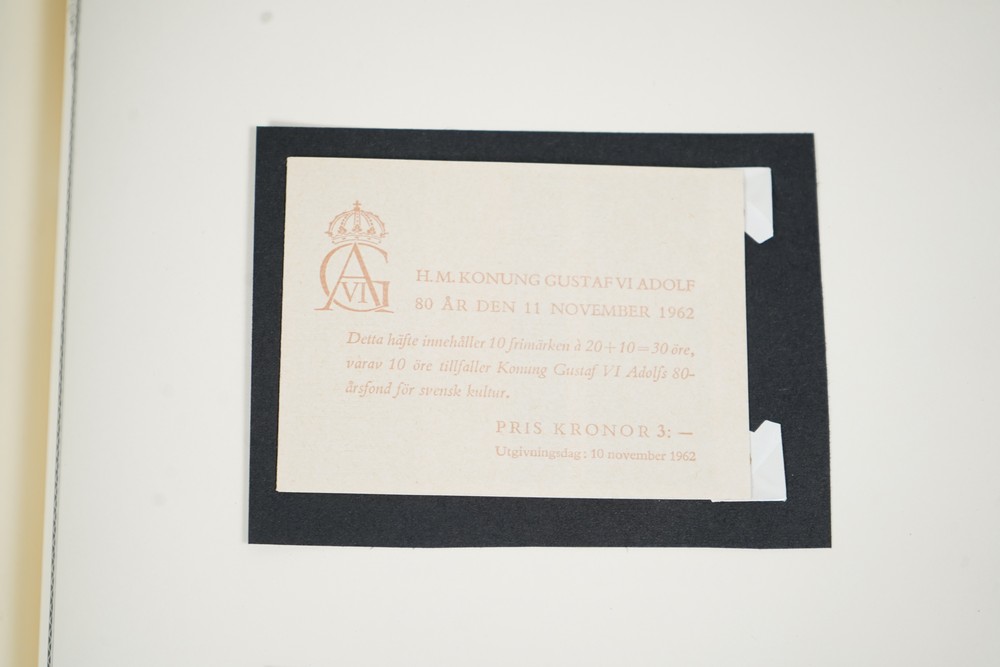 GA
VI
H. M. KONUNG GUSTAF VI ADOLF
80 ÅR DEN 11 NOVEMBER 1962
Detta häfte innehåller 10 frimärken à 20+10=30 öre,
varav 10 öre tillfaller Konung Gustaf VI Adolfs 80-
årsfond för svensk kultur.
PRIS KRONOR 3: —
Utgivningsdag: 10 november 1962